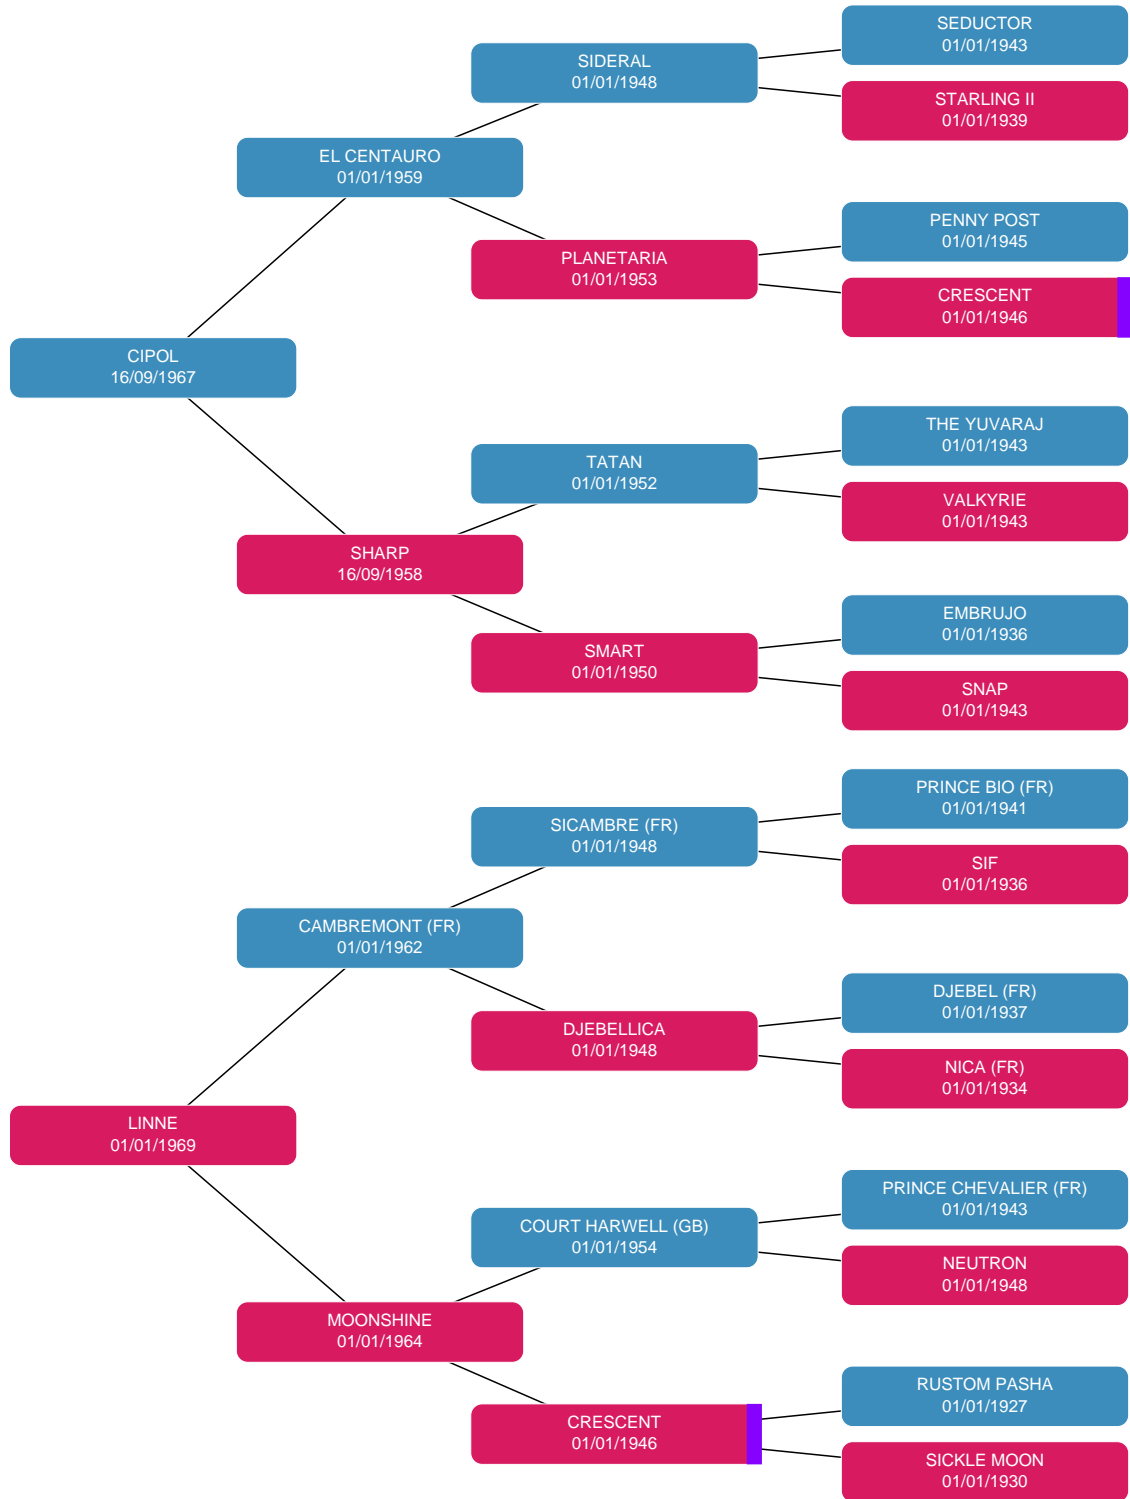 SEDUCTOR
01/01/1943
SIDERAL
01/01/1948
STARLING II
01/01/1939
EL CENTAURO
01/01/1959
PENNY POST
01/01/1945
PLANETARIA
01/01/1953
CRESCENT
01/01/1946
CIPOL
16/09/1967
THE YUVARAJ
01/01/1943
TATAN
01/01/1952
VALKYRIE
01/01/1943
SHARP
16/09/1958
EMBRUJO
01/01/1936
SMART
01/01/1950
SNAP
01/01/1943
PRINCE BIO (FR)
01/01/1941
SICAMBRE (FR)
01/01/1948
SIF
01/01/1936
CAMBREMONT (FR)
01/01/1962
DJEBEL (FR)
01/01/1937
DJEBELLICA
01/01/1948
NICA (FR)
01/01/1934
LINNE
01/01/1969
PRINCE CHEVALIER (FR)
01/01/1943
COURT HARWELL (GB)
01/01/1954
NEUTRON
01/01/1948
MOONSHINE
01/01/1964
RUSTOM PASHA
01/01/1927
CRESCENT
01/01/1946
SICKLE MOON
01/01/1930